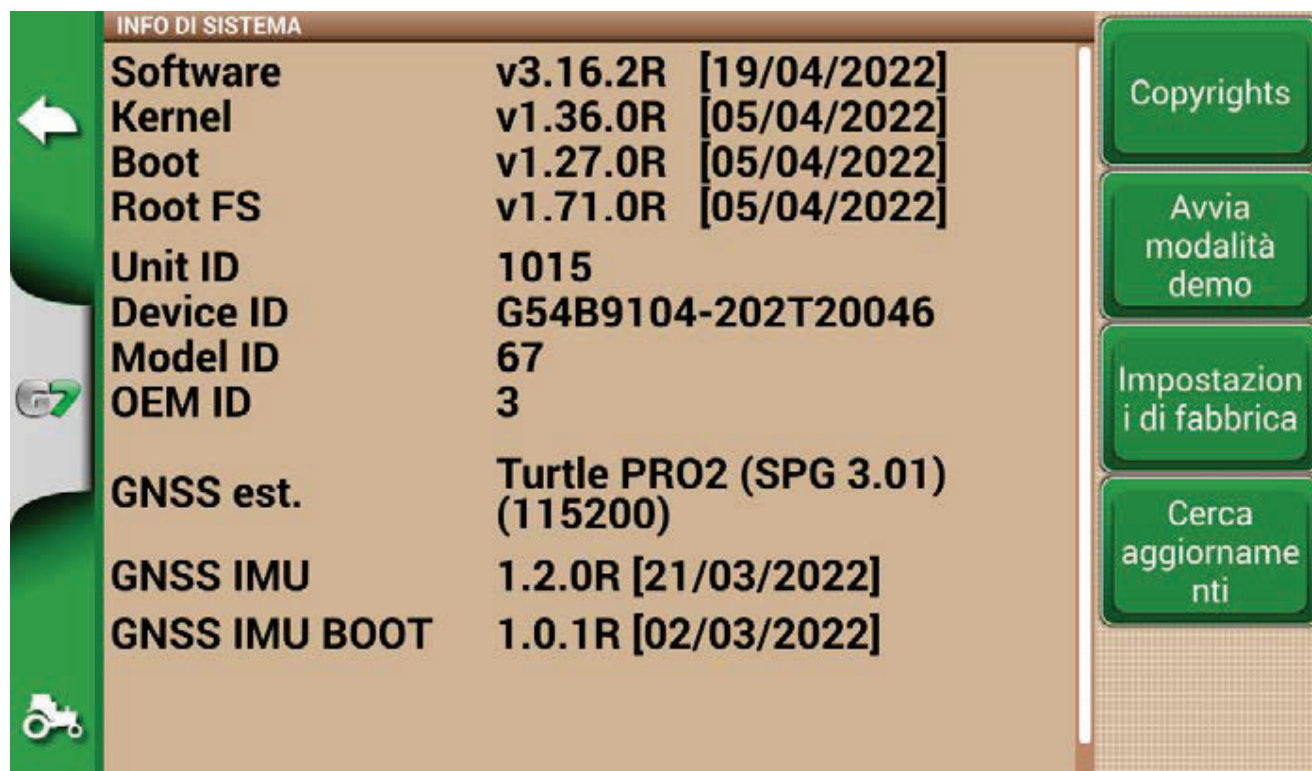 INFO DI SISTEMA
Software v3.16.2R [19/04/2022]
Kernel v1.36.0R [05/04/2022]
Boot v1.27.0R [05/04/2022]
Root FS v1.71.0R [05/04/2022]
Unit ID 1015
Device ID G54B9104-202T20046
Model ID 67
OEM ID 3
GNSS est. Turtle PRO2 (SPG 3.01)
(115200)
GNSS IMU 1.2.0R [21/03/2022]
GNSS IMU BOOT 1.0.1R [02/03/2022]
G7
Copyrights
Avvia
modalità
demo
Impostazion
i di fabbrica
Cerca
aggiorname
nti